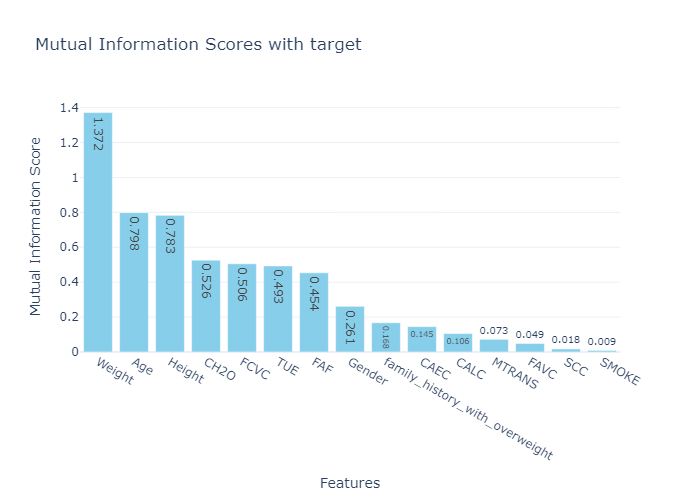 Mutual Information Scores with target
Mutual Information Score
1.4
1.2
1
0.8
0.6
0.4
0.2
0
1.372
0.798
0.783
0.526
0.506
0.493
0.454
0.261
0.168
0.145
0.106
0.073
0.049
0.018
0.009
Weight
Age
Height
CH2O
FCVC
TUE
FAF
Gender
family_history_with_overweight
CAEC
CALC
MTRANS
FAVC
SCC
SMOKE
Features